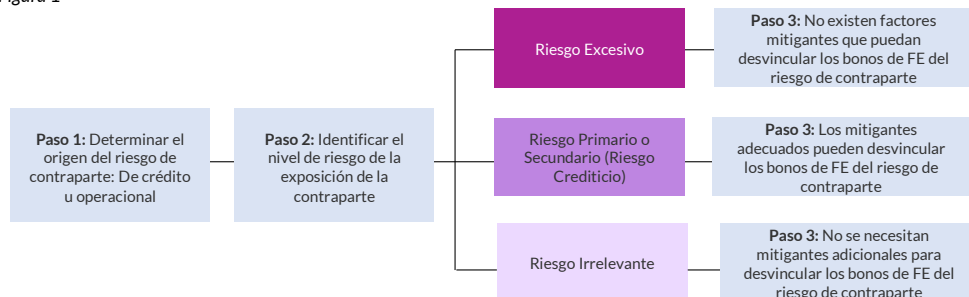 Figura 1
Paso 1: Determinar el
origen del riesgo de
contraparte: De crédito
u operacional
Paso 2: Identificar el
nivel de riesgo de la
exposición de la
contraparte
Riesgo Excesivo
Paso 3: No existen factores
mitigantes que puedan
desvincular los bonos de FE del
riesgo de contraparte
Riesgo Primario o
Secundario (Riesgo
Crediticio)
Paso 3: Los mitigantes
adecuados pueden desvincular
los bonos de FE del riesgo de
contraparte
Riesgo Irrelevante
Paso 3: No se necesitan
mitigantes adicionales para
desvincular los bonos de FE del
riesgo de contraparte